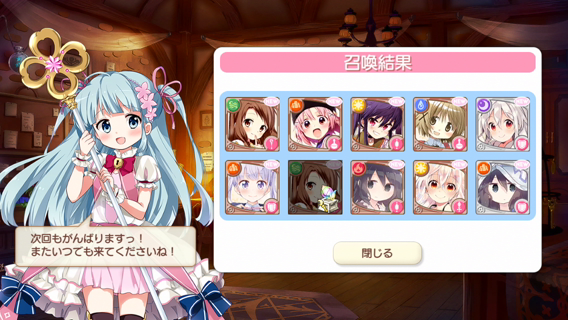 召喚結果
次回もがんばりますっ！
またいつでも来てくださいね！
閉じる